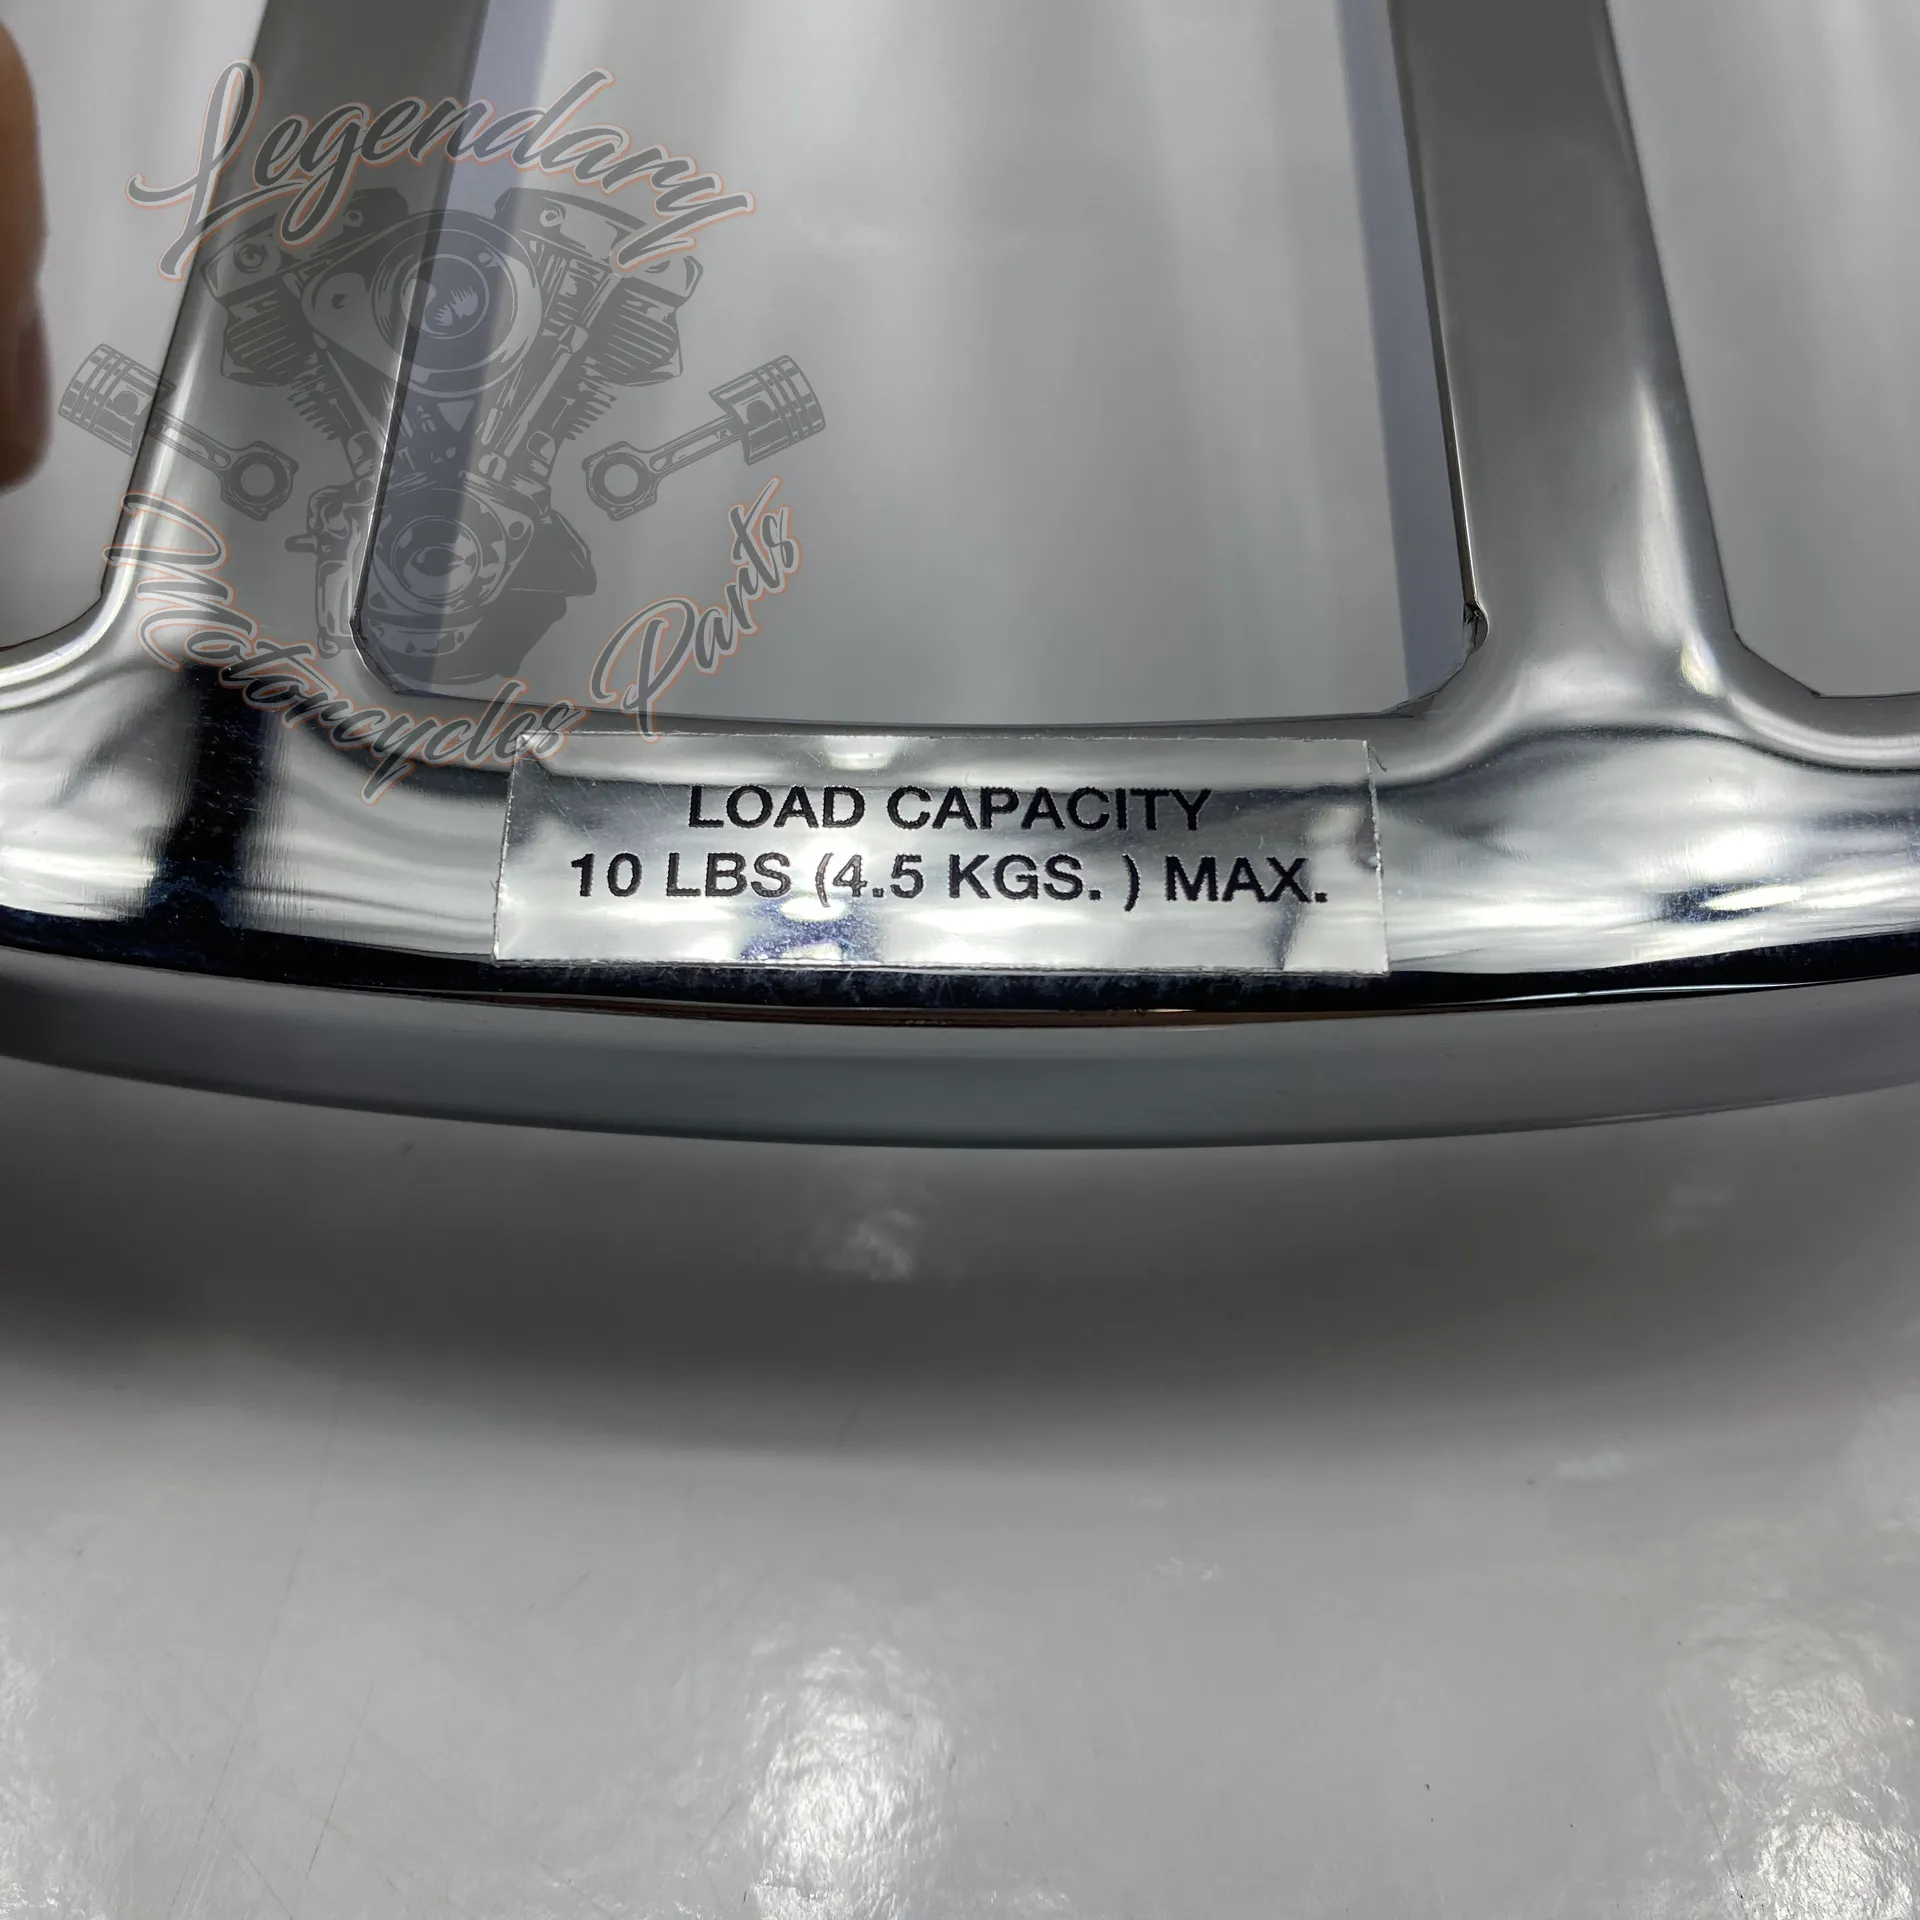 Legendary
Motorcycles Parts
LOAD CAPACITY
10 LBS (4.5 KGS. ) MAX.